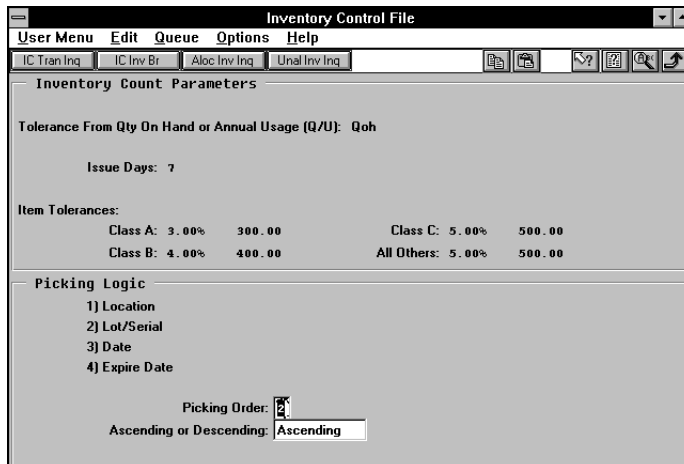 Inventory Control File
User Menu Edit Queue Options Help
IC Tran Inq IC Inv Br Aloc Inv Inq Unal Inv Inq
Inventory Count Parameters
Tolerance From Qty On Hand or Annual Usage (Q/U): Qoh
Issue Days: 7
Item Tolerances:
Class A: 3.00% 300.00 Class C: 5.00% 500.00
Class B: 4.00% 400.00 All Others: 5.00% 500.00
Picking Logic
1) Location
2) Lot/Serial
3) Date
4) Expire Date
Picking Order: 2
Ascending or Descending: Ascending